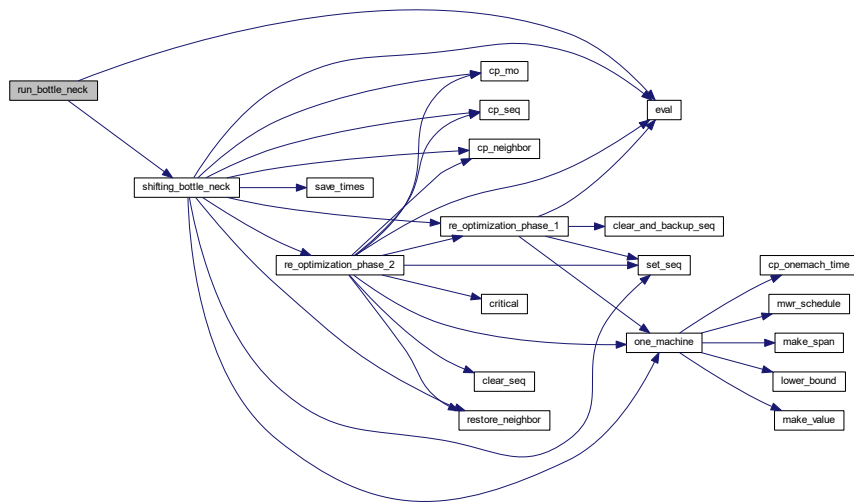 run_bottle_neck
shifting_bottle_neck
save_times
re_optimization_phase_2
cp_mo
cp_seq
cp_neighbor
re_optimization_phase_1
critical
clear_seq
restore_neighbor
eval
clear_and_backup_seq
set_seq
one_machine
cp_onemach_time
mwr_schedule
make_span
lower_bound
make_value